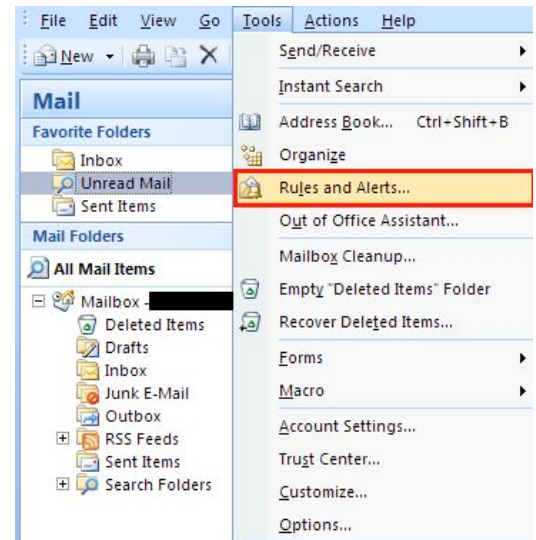 File Edit View Go Tools Actions Help
New
Send/Receive
Instant Search
Address Book... Ctrl+Shift+B
Organize
Rules and Alerts...
Out of Office Assistant...
Mailbox Cleanup...
Empty "Deleted Items" Folder
Recover Deleted Items...
Forms
Macro
Account Settings...
Trust Center...
Customize...
Options...
Mail
Favorite Folders
Inbox
Unread Mail
Sent Items
Mail Folders
All Mail Items
Mailbox -
Deleted Items
Drafts
Inbox
Junk E-Mail
Outbox
RSS Feeds
Sent Items
Search Folders